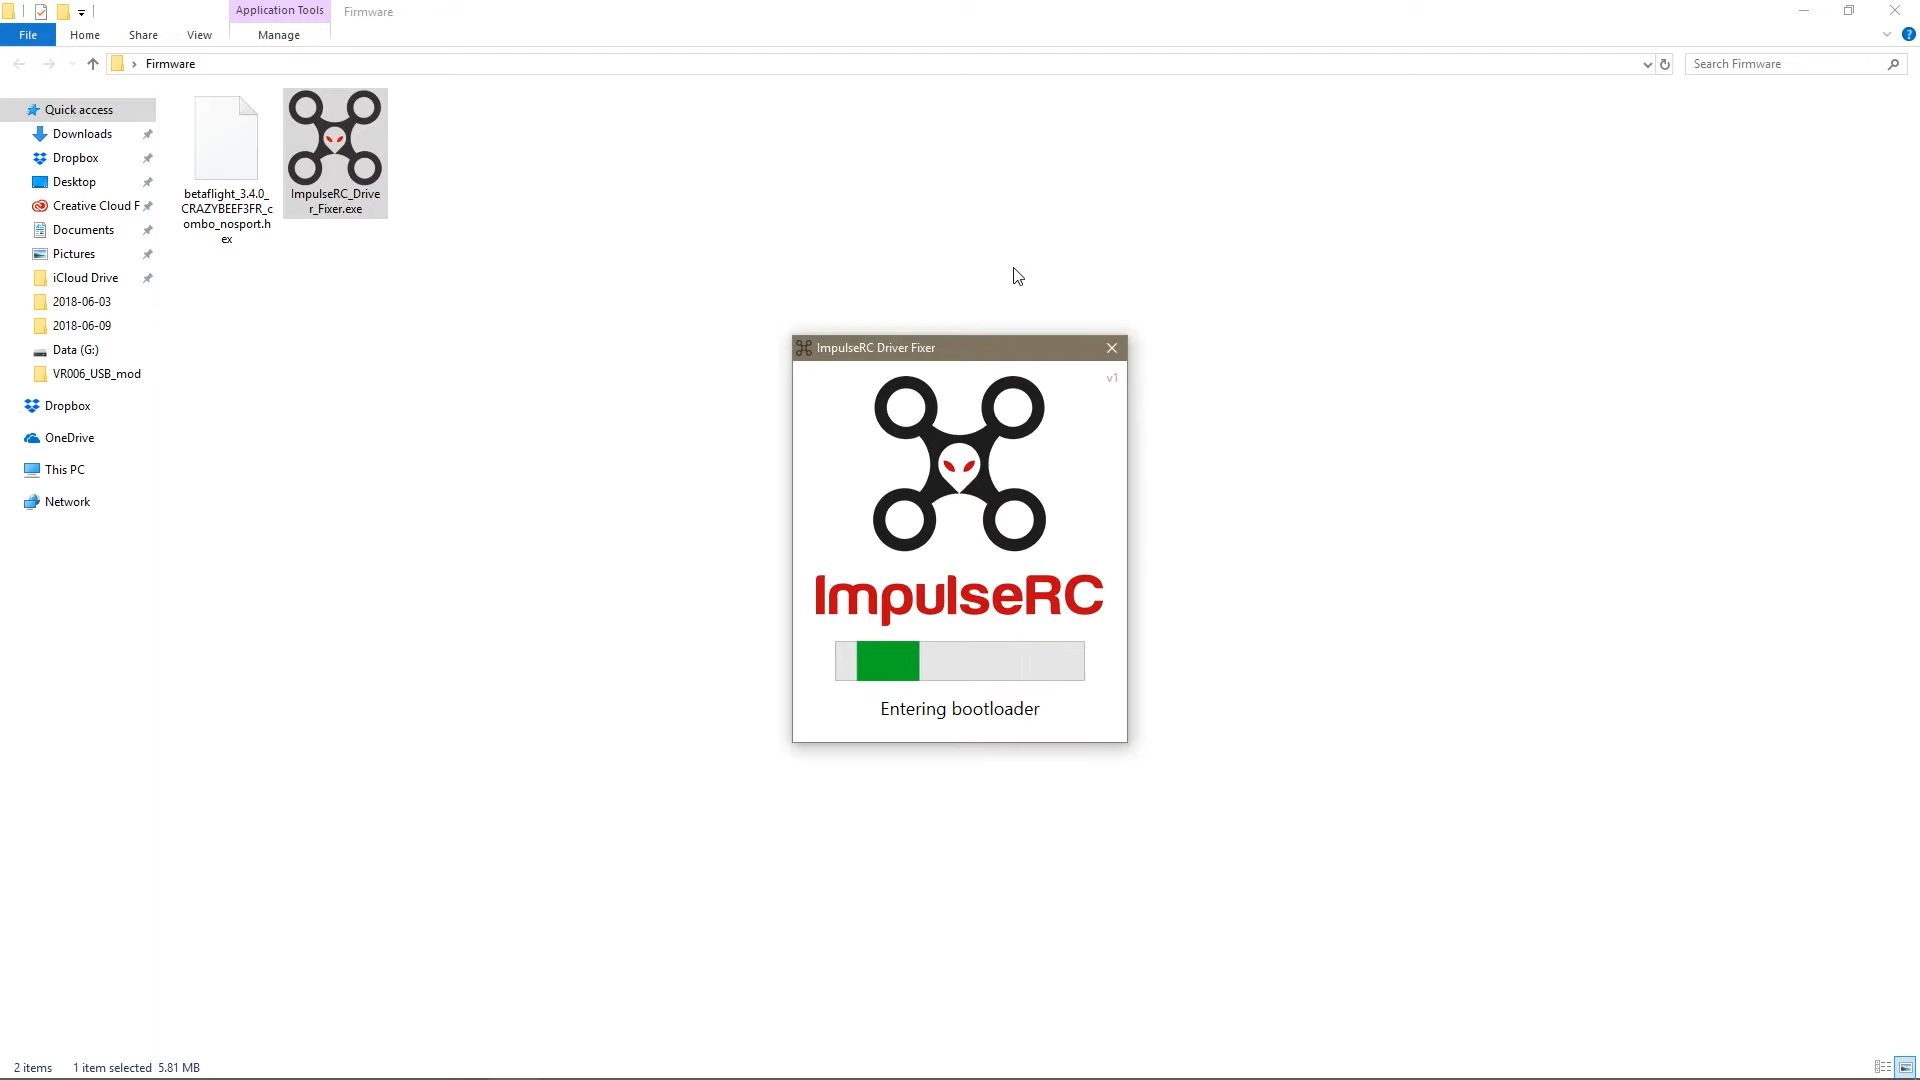 Application Tools
Firmware
File
Home
Share
View
Manage
Firmware
Search Firmware
Quick access
Downloads
Dropbox
Desktop
Creative Cloud F
Documents
Pictures
iCloud Drive
2018-06-03
2018-06-09
Data (G:)
VR006_USB_mod
Dropbox
OneDrive
This PC
Network
betaflight_3.4.0_
CRAZYBEEF3FR_c
ombo_nosport.h
ex
ImpulseRC_Drive
r_Fixer.exe
ImpulseRC Driver Fixer
v1
ImpulseRC
Entering bootloader
2 items
1 item selected 5.81 MB